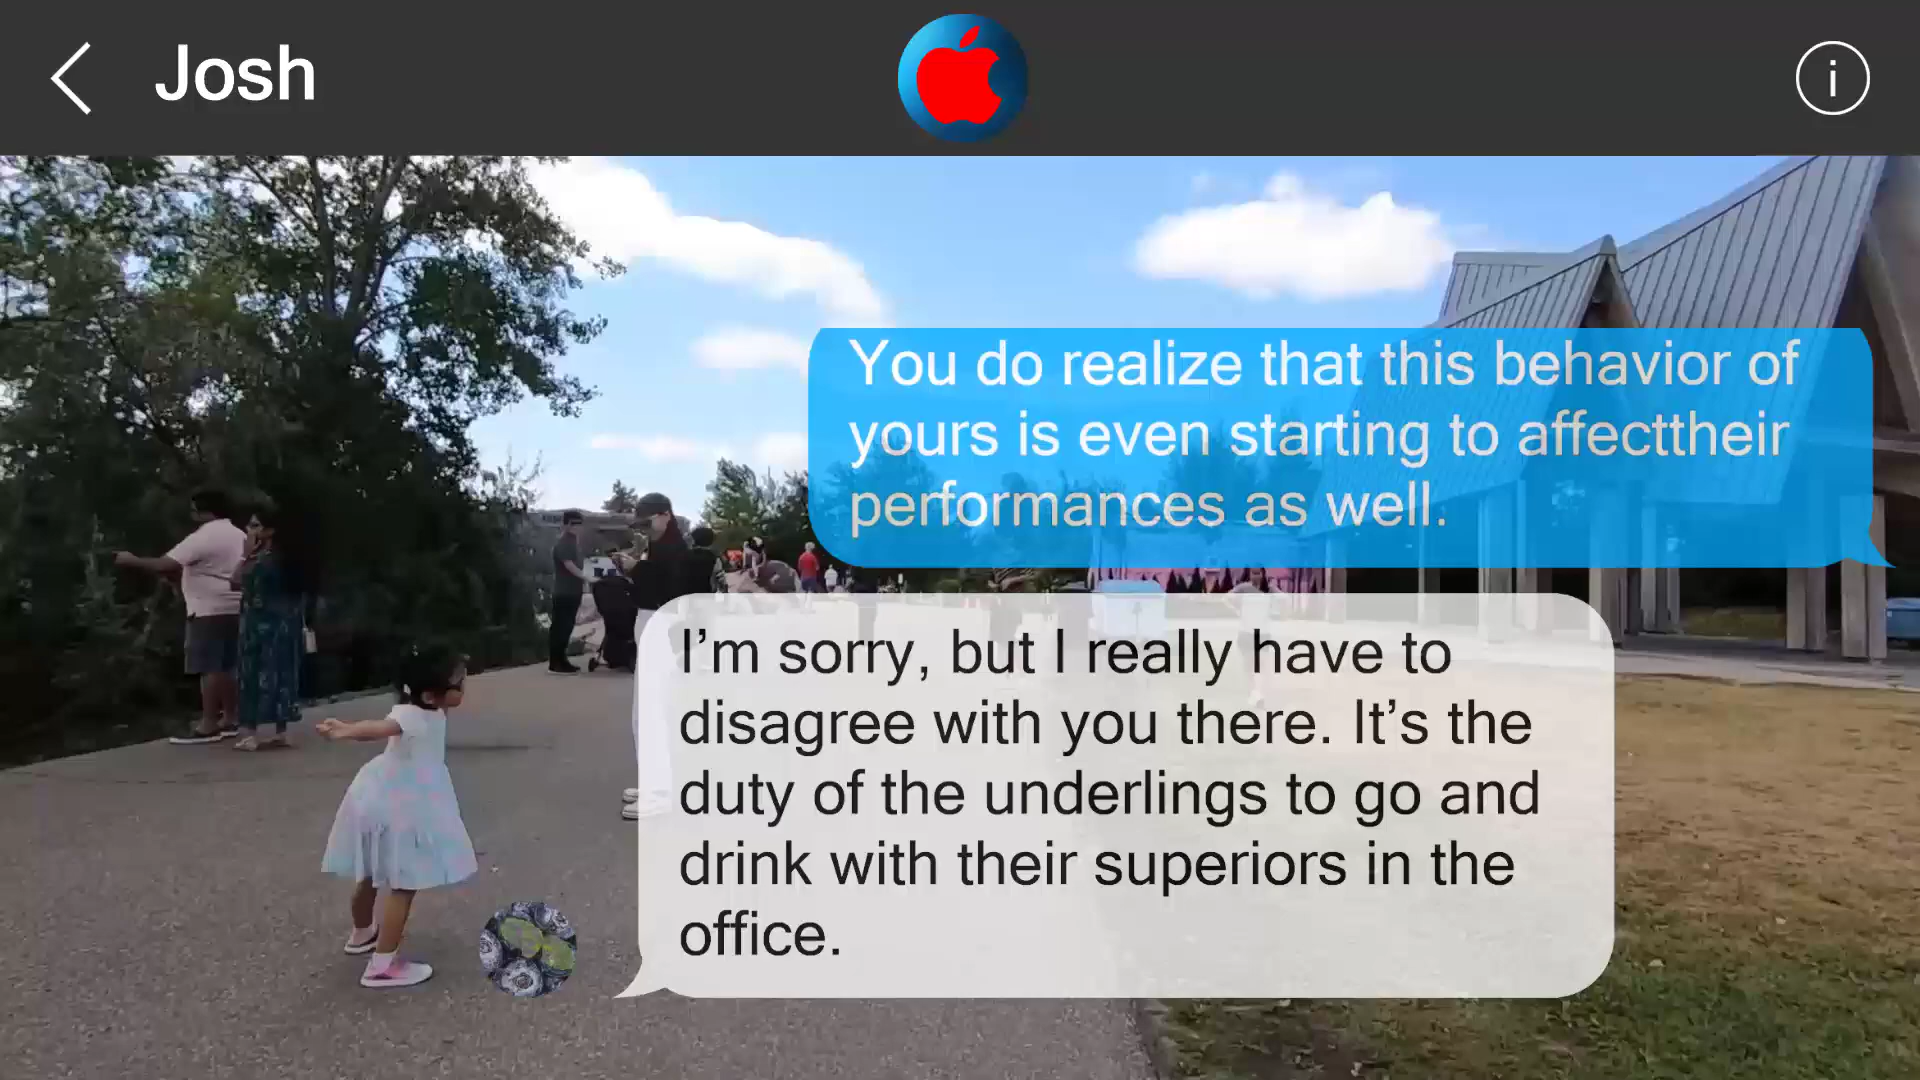 Josh
i
You do realize that this behavior of
yours is even starting to affecttheir
performances as well.
I’m sorry, but I really have to
disagree with you there. It’s the
duty of the underlings to go and
drink with their superiors in the
office.